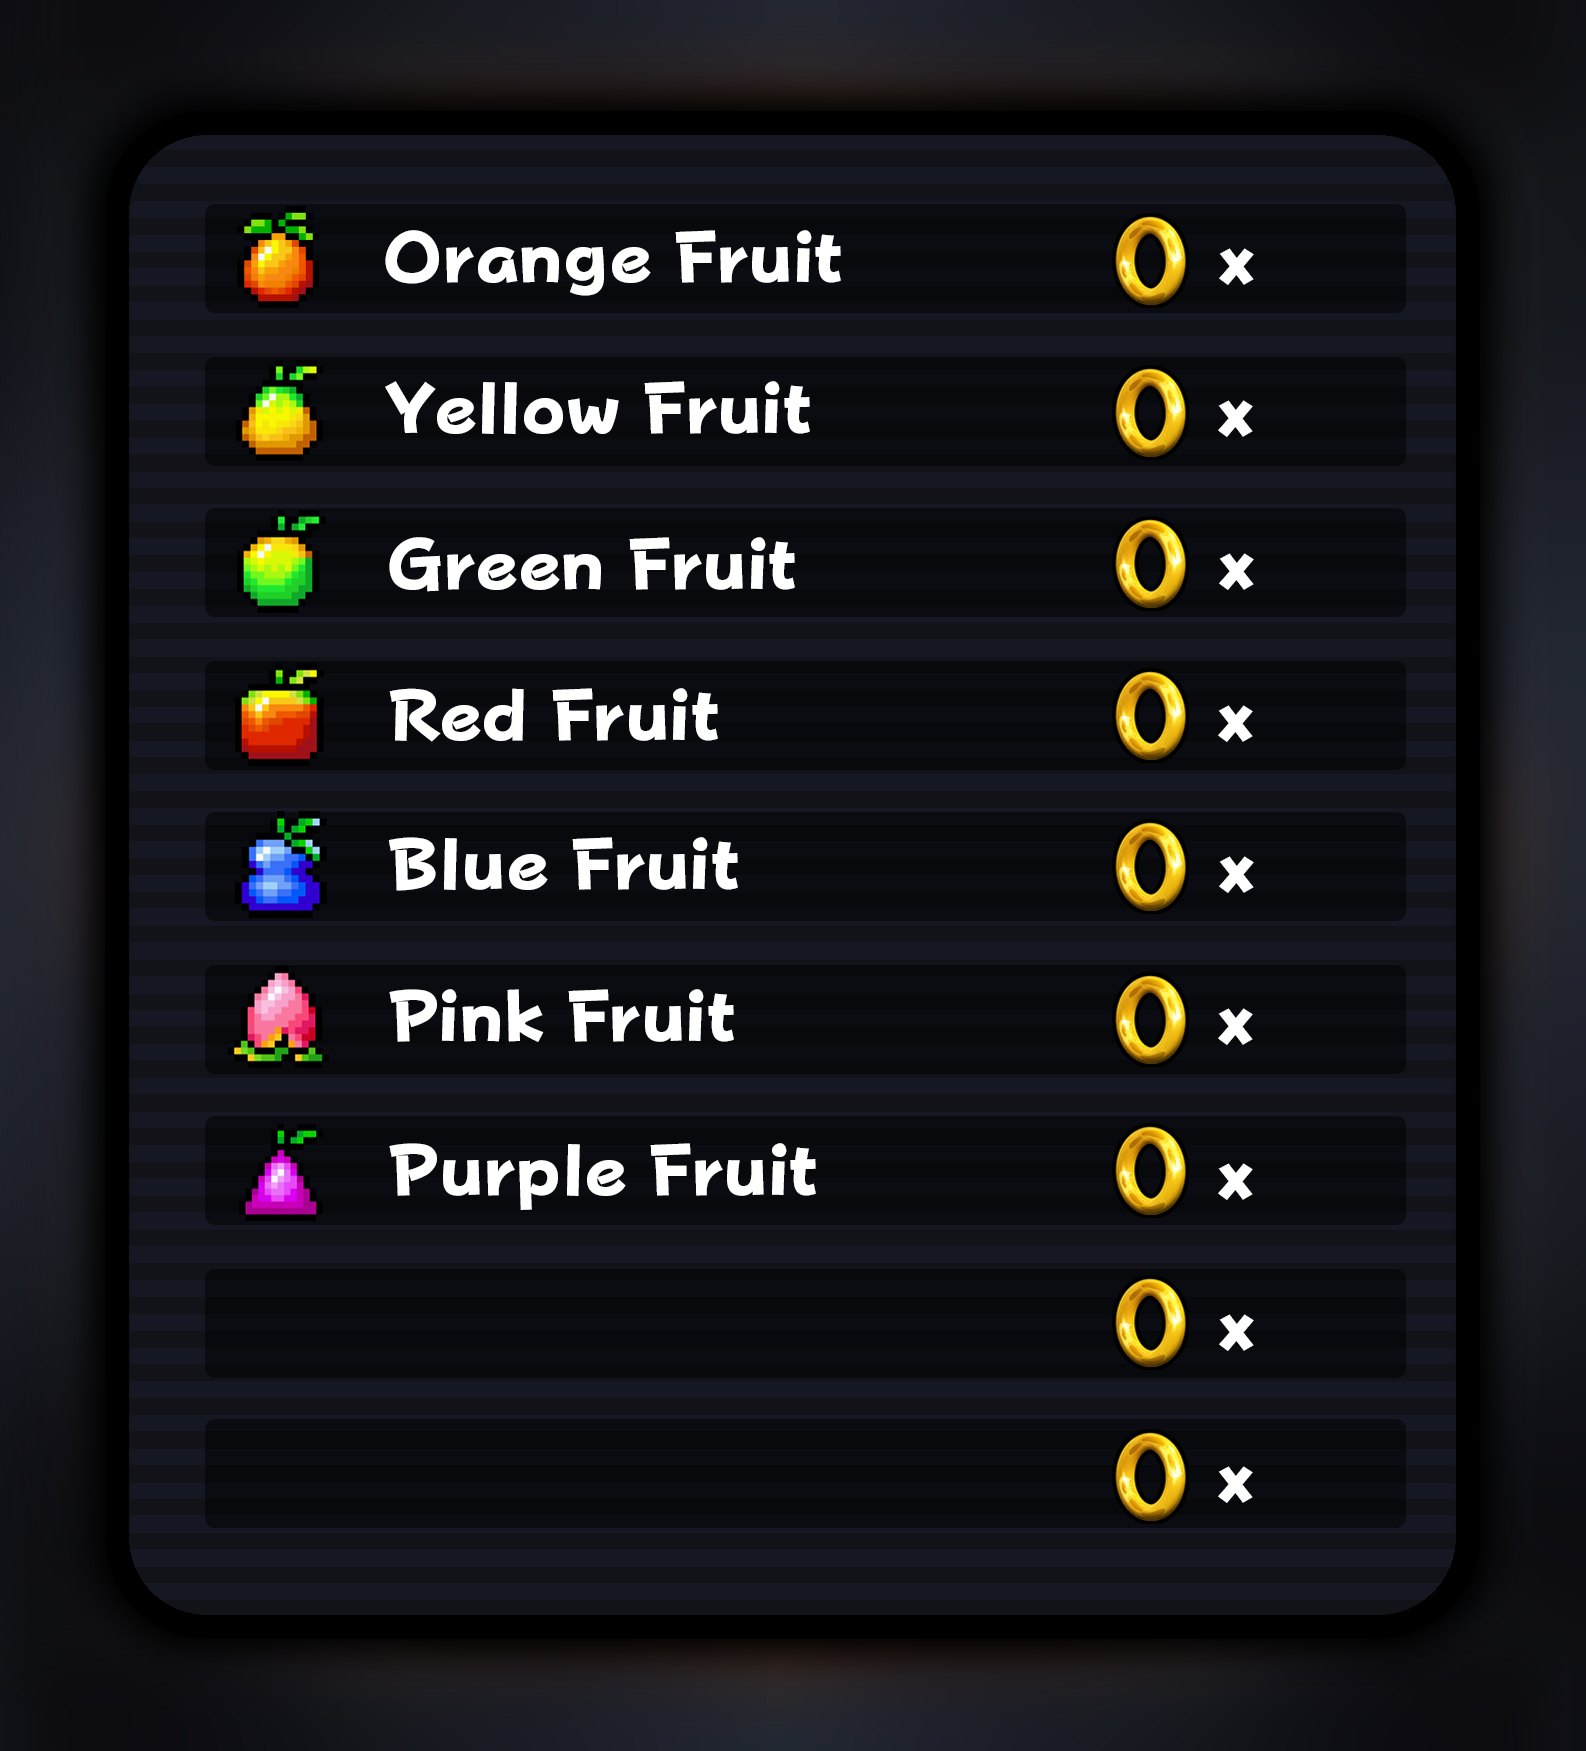 Orange Fruit x
Yellow Fruit x
Green Fruit x
Red Fruit x
Blue Fruit x
Pink Fruit x
Purple Fruit x
x
x